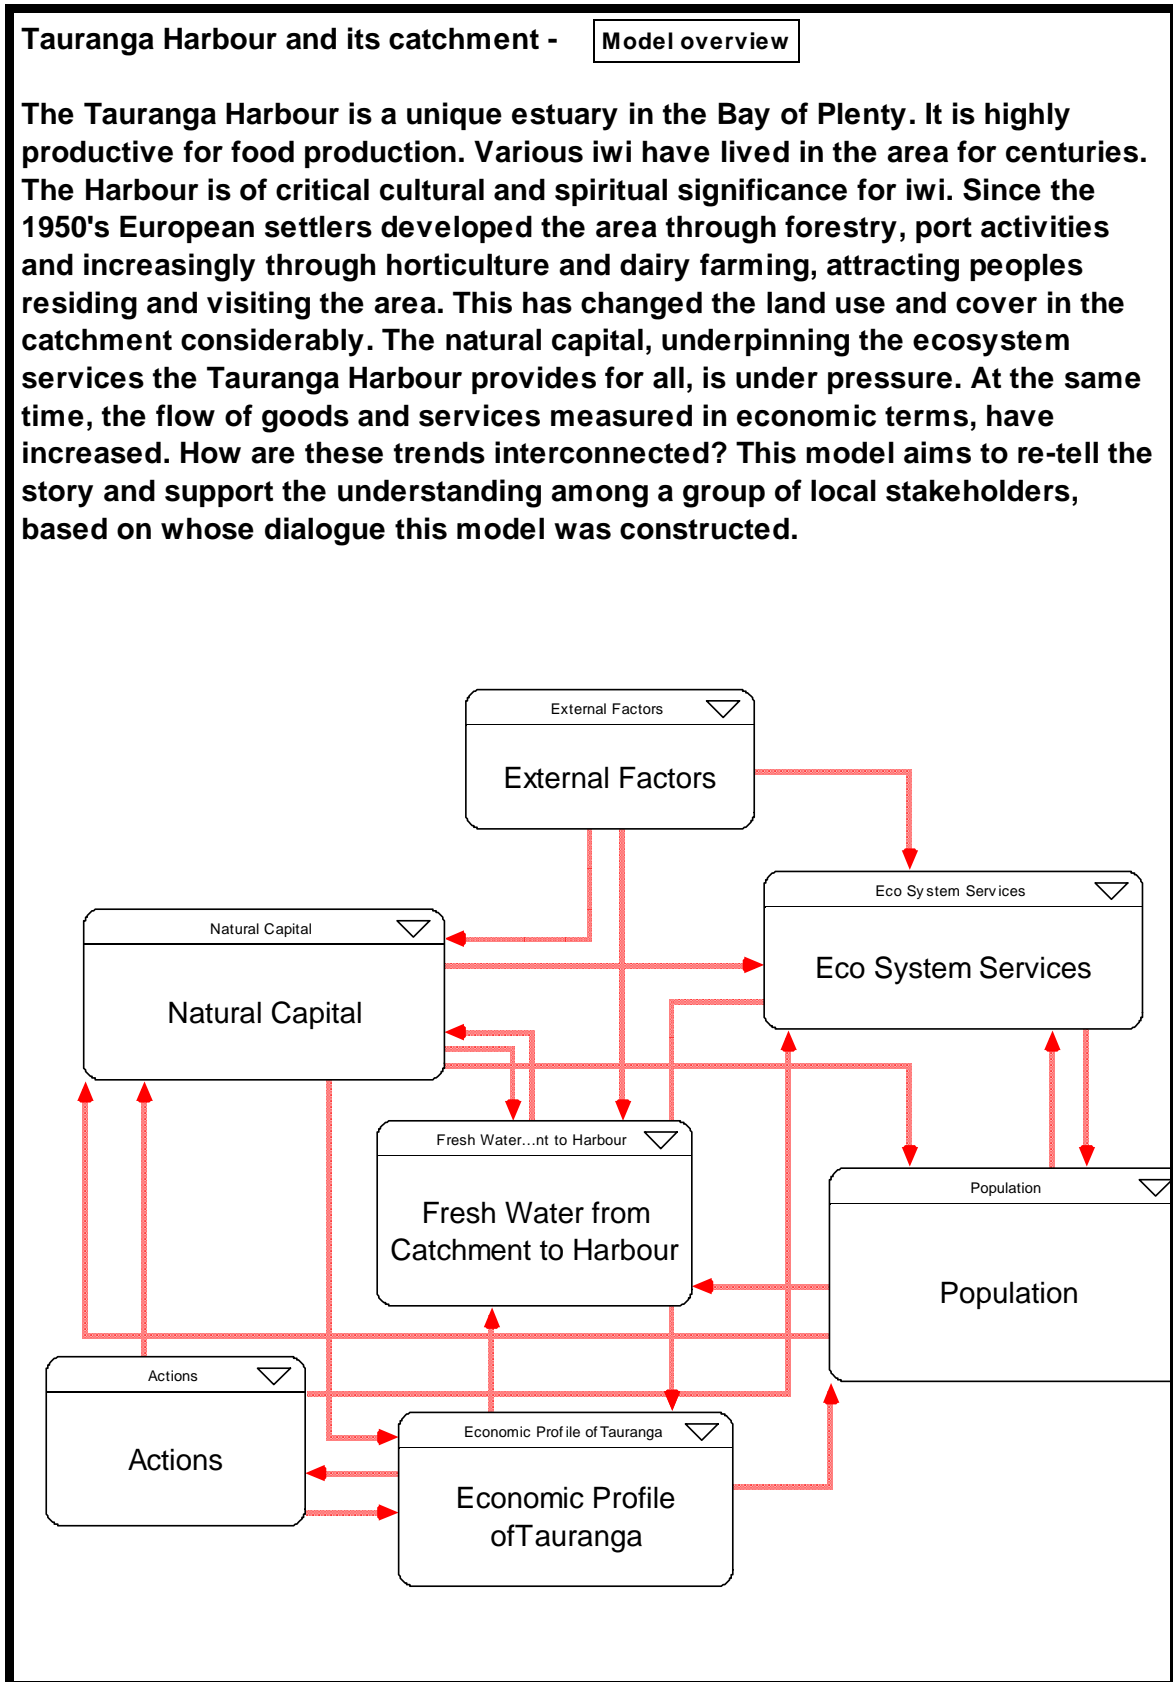 Tauranga Harbour and its catchment - Model overview
The Tauranga Harbour is a unique estuary in the Bay of Plenty. It is highly
productive for food production. Various iwi have lived in the area for centuries.
The Harbour is of critical cultural and spiritual significance for iwi. Since the
1950's European settlers developed the area through forestry, port activities
and increasingly through horticulture and dairy farming, attracting peoples
residing and visiting the area. This has changed the land use and cover in the
catchment considerably. The natural capital, underpinning the ecosystem
services the Tauranga Harbour provides for all, is under pressure. At the same
time, the flow of goods and services measured in economic terms, have
increased. How are these trends interconnected? This model aims to re-tell the
story and support the understanding among a group of local stakeholders,
based on whose dialogue this model was constructed.
External Factors
External Factors
Eco System Services
Eco System Services
Natural Capital
Natural Capital
Fresh Water...nt to Harbour
Fresh Water from
Catchment to Harbour
Population
Population
Actions
Actions
Economic Profile of Tauranga
Economic Profile
ofTauranga